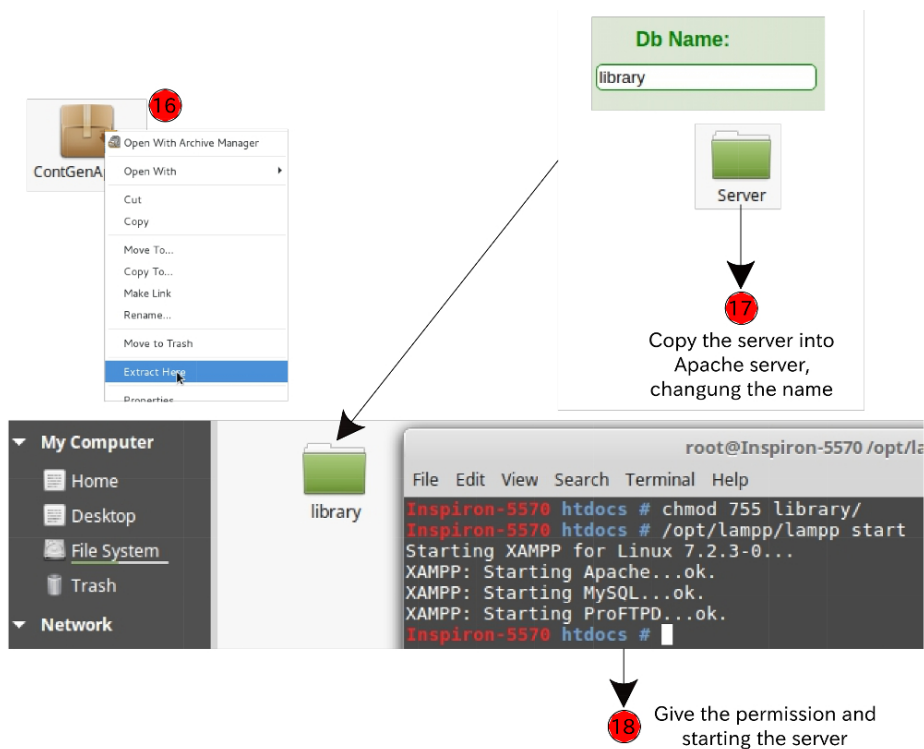 16
ContGenAp
Open With Archive Manager
Open With
Cut
Copy
Move To...
Copy To...
Make Link
Rename...
Move to Trash
Extract Here
Properties
Db Name:
library
Server
17
Copy the server into
Apache server,
changung the name
My Computer
Home
Desktop
File System
Trash
Network
library
root@Inspiron-5570 /opt/la
File Edit View Search Terminal Help
Inspiron-5570 htdocs # chmod 755 library/
Inspiron-5570 htdocs # /opt/lampp/lampp start
Starting XAMPP for Linux 7.2.3-0...
XAMPP: Starting Apache...ok.
XAMPP: Starting MySQL...ok.
XAMPP: Starting ProFTPD...ok.
Inspiron-5570 htdocs #
18
Give the permission and
starting the server